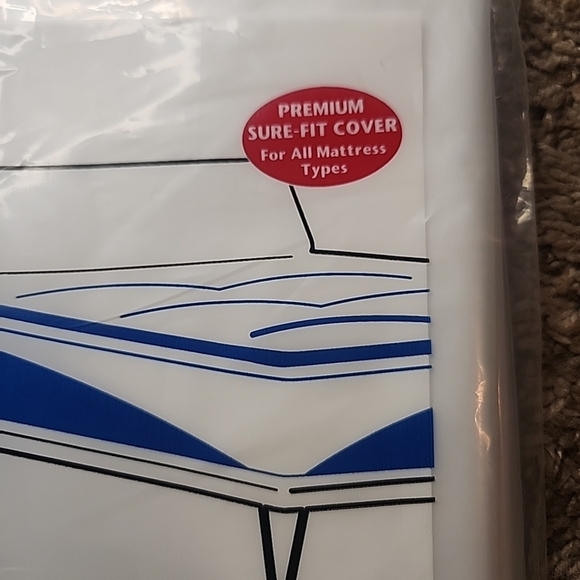 PREMIUM
SURE-FIT COVER
For All Mattress
Types